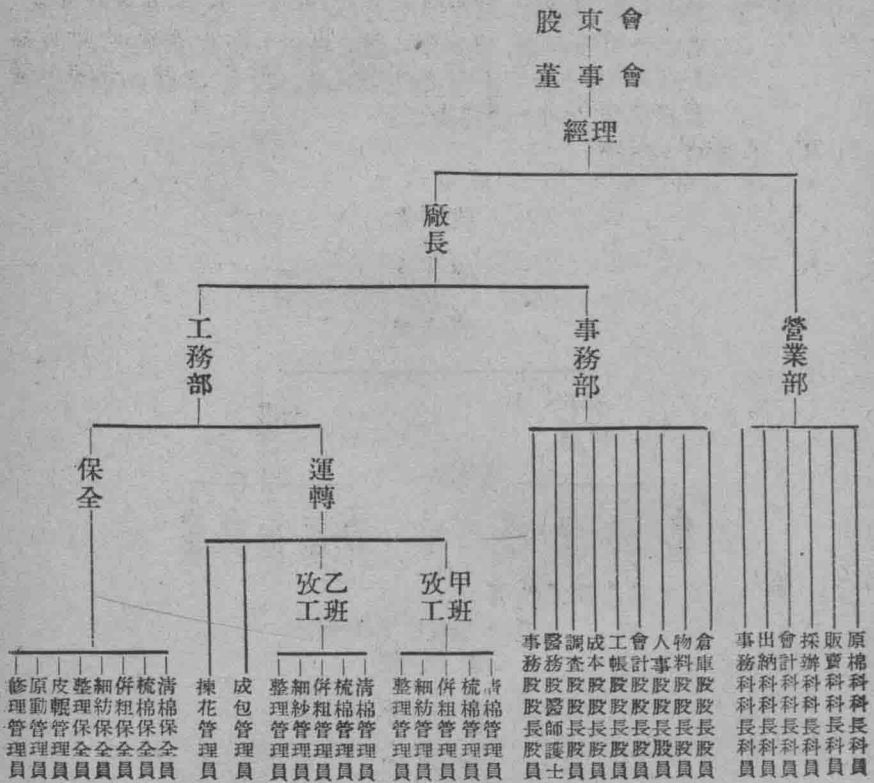 股東會
董事會
經理
廠長
營業部
事務部
工務部
運轉
保全
甲班
攷工
乙班
攷工
原棉科科長科員
販賣科科長科員
採辦科科長科員
會計科科長科員
出納科科長科員
事務科科長科員
倉庫股股長股員
物料股股長股員
人事股股長股員
會計股股長股員
工帳股股長股員
成本股股長股員
調查股股長股員
醫務股醫師護士
事務股股長股員
清棉管理員
梳棉管理員
併粗管理員
細紡管理員
整理管理員
清棉管理員
梳棉管理員
併粗管理員
細紗管理員
整理管理員
成包管理員
揀花管理員
清棉保全員
梳棉保全員
併粗保全員
細紡保全員
整理保全員
皮輥管理員
原動管理員
修理管理員